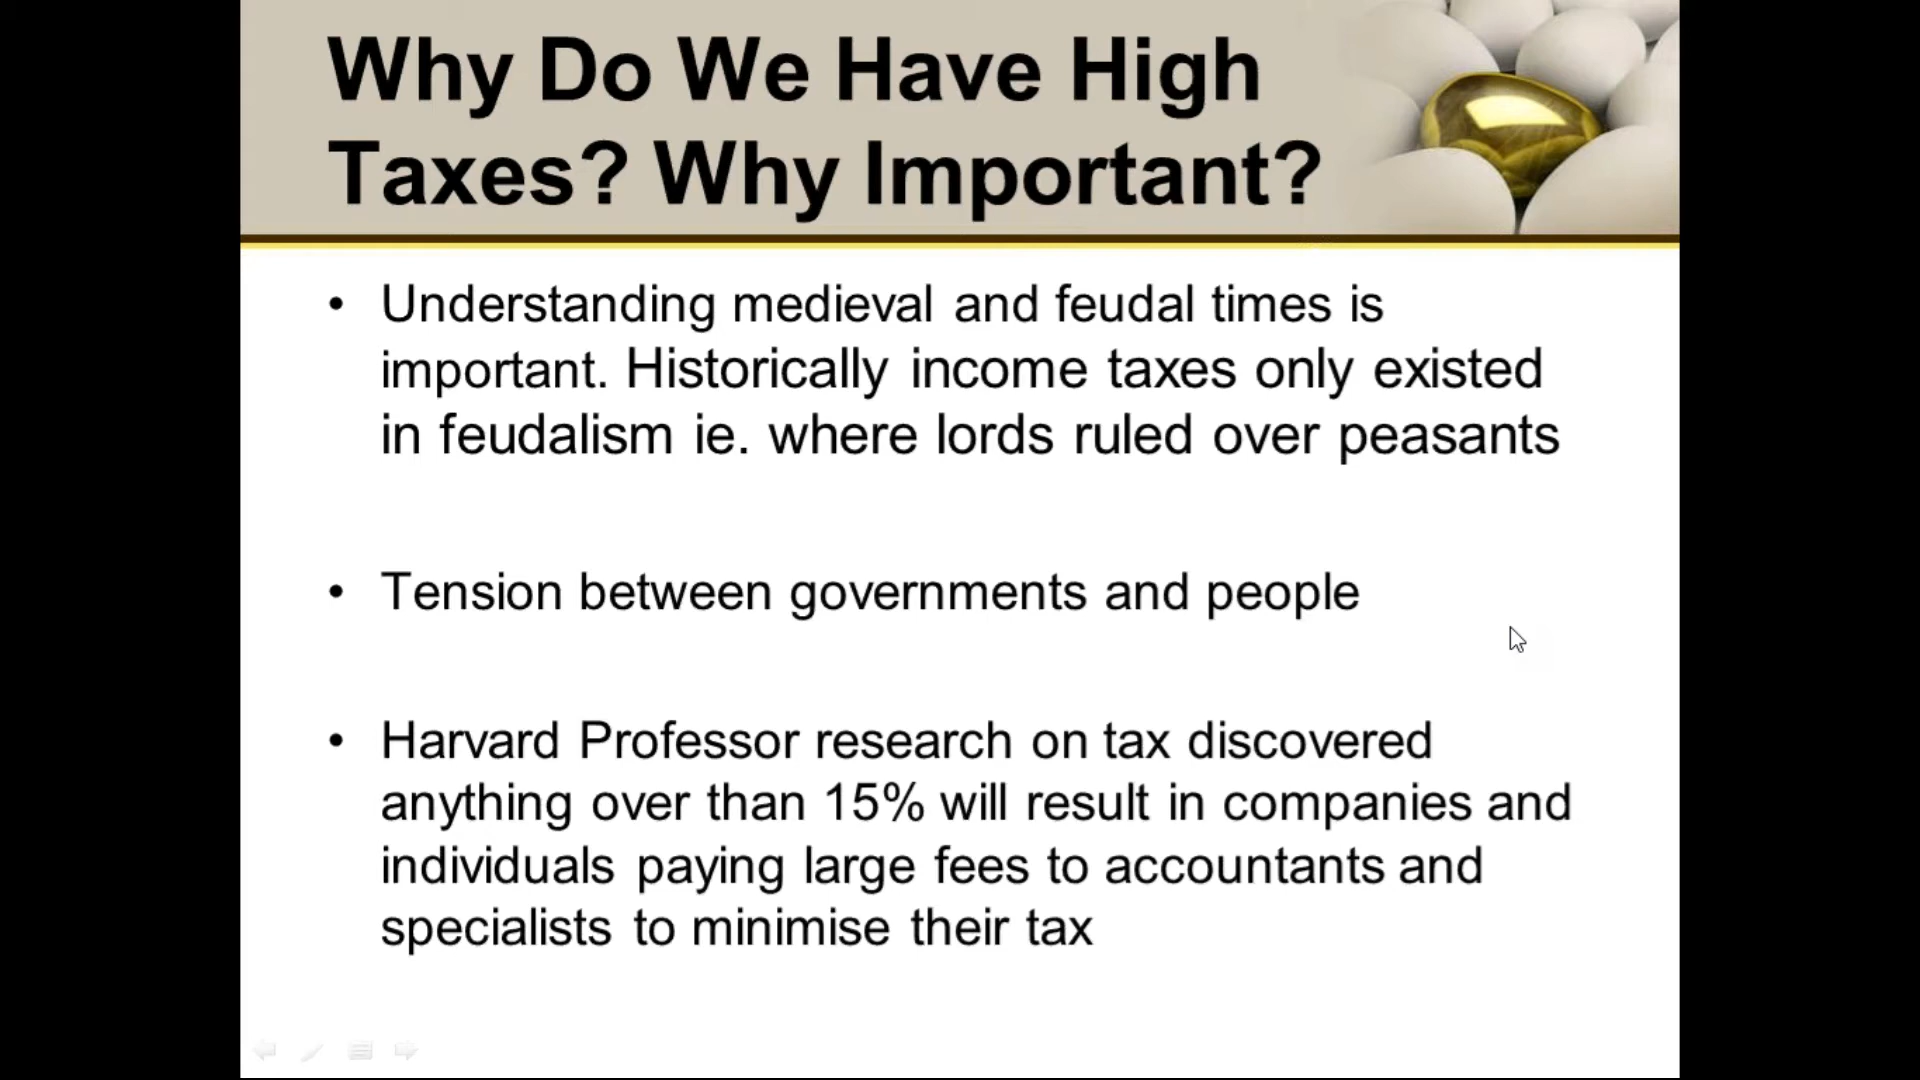 Why Do We Have High
Taxes? Why Important?
• Understanding medieval and feudal times is
important. Historically income taxes only existed
in feudalism ie. where lords ruled over peasants
• Tension between governments and people
• Harvard Professor research on tax discovered
anything over than 15% will result in companies and
individuals paying large fees to accountants and
specialists to minimise their tax